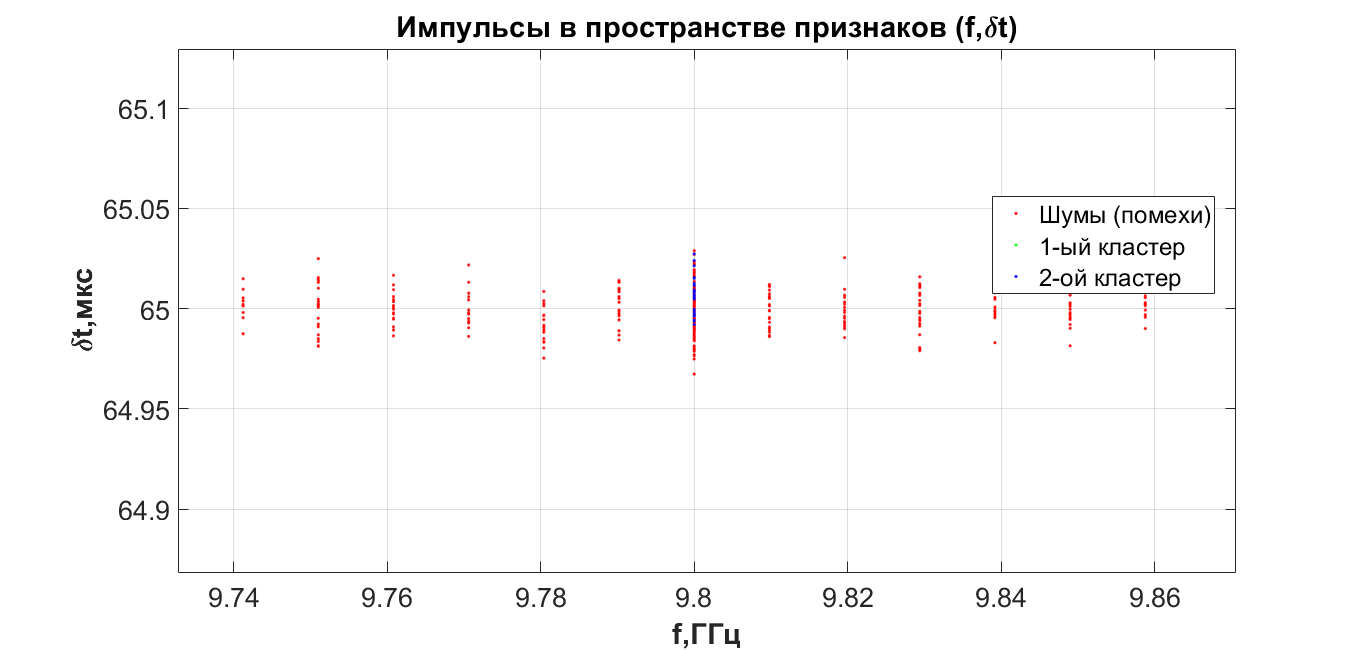 Импульсы в пространстве признаков (f,δt)
65.1
65.05
65
64.95
64.9
δt,мкс
Шумы (помехи)
1-ый кластер
2-ой кластер
9.74 9.76 9.78 9.8 9.82 9.84 9.86
f,ГГц